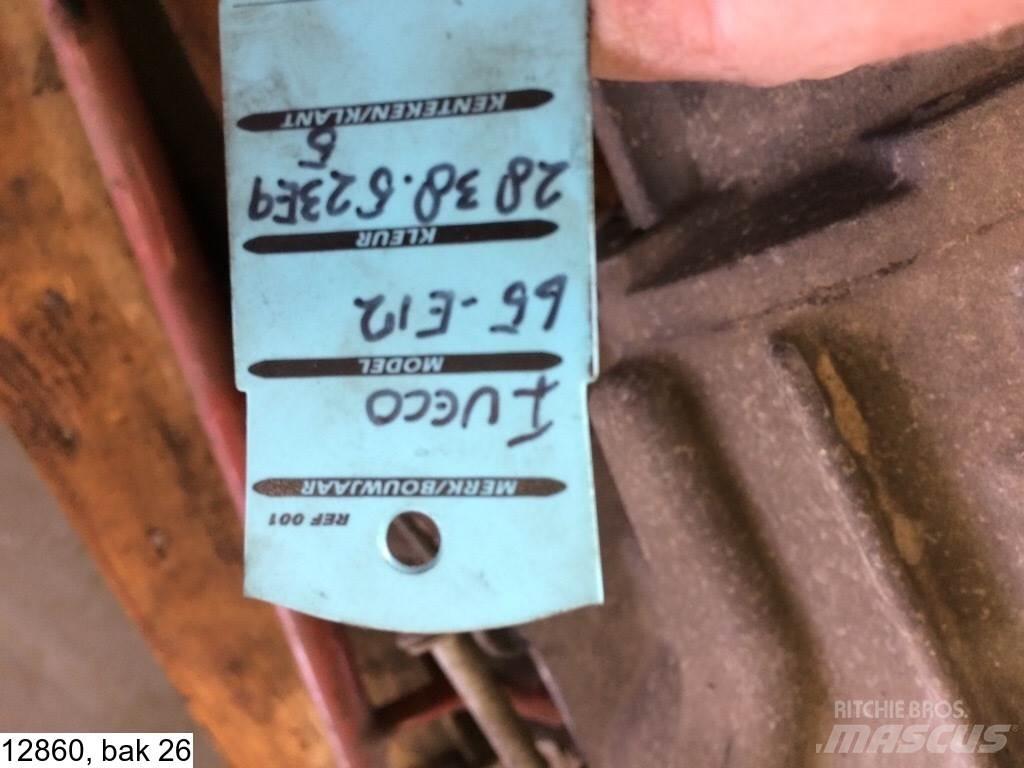 REF 001
MERK/BOUWJAAR
IVECO
MODEL
65-E12
KLEUR
2838.523E9
5
KENTEKEN/KLANT
12860, bak 26
RITCHIE BROS.
MASCUS